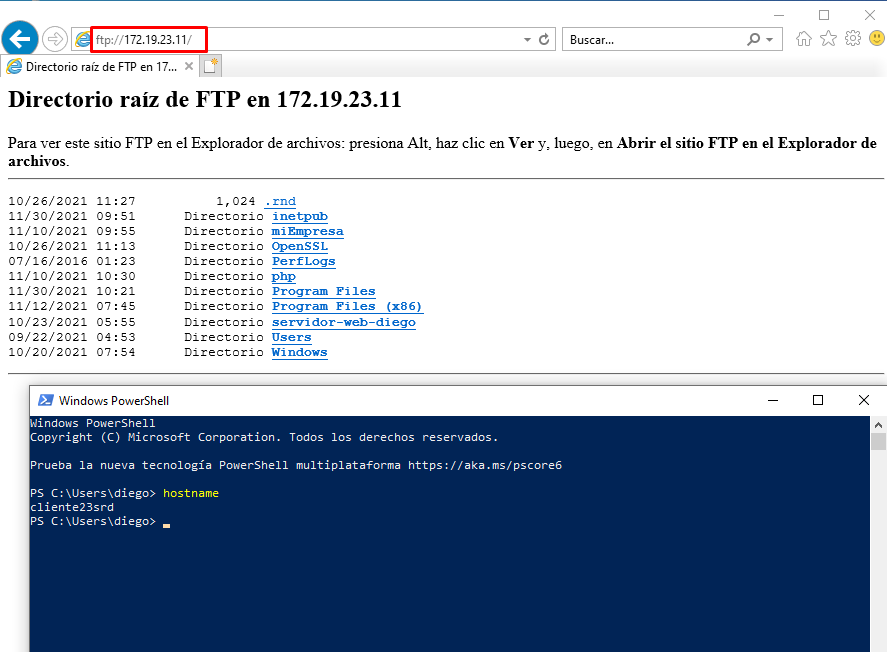 ftp://172.19.23.11/
Buscar...
Directorio raíz de FTP en 17...
Directorio raíz de FTP en 172.19.23.11
Para ver este sitio FTP en el Explorador de archivos: presiona Alt, haz clic en Ver y, luego, en Abrir el sitio FTP en el Explorador de
archivos.
10/26/2021 11:27 1,024 .rnd
11/30/2021 09:51 Directorio inetpub
11/10/2021 09:55 Directorio miEmpresa
10/26/2021 11:13 Directorio OpenSSL
07/16/2016 01:23 Directorio PerfLogs
11/10/2021 10:30 Directorio php
11/30/2021 10:21 Directorio Program Files
11/12/2021 07:45 Directorio Program Files (x86)
10/23/2021 05:55 Directorio servidor-web-diego
09/22/2021 04:53 Directorio Users
10/20/2021 07:54 Directorio Windows
Windows PowerShell
Windows PowerShell
Copyright (C) Microsoft Corporation. Todos los derechos reservados.
Prueba la nueva tecnología PowerShell multiplataforma https://aka.ms/pscore6
PS C:\Users\diego> hostname
cliente23srd
PS C:\Users\diego>